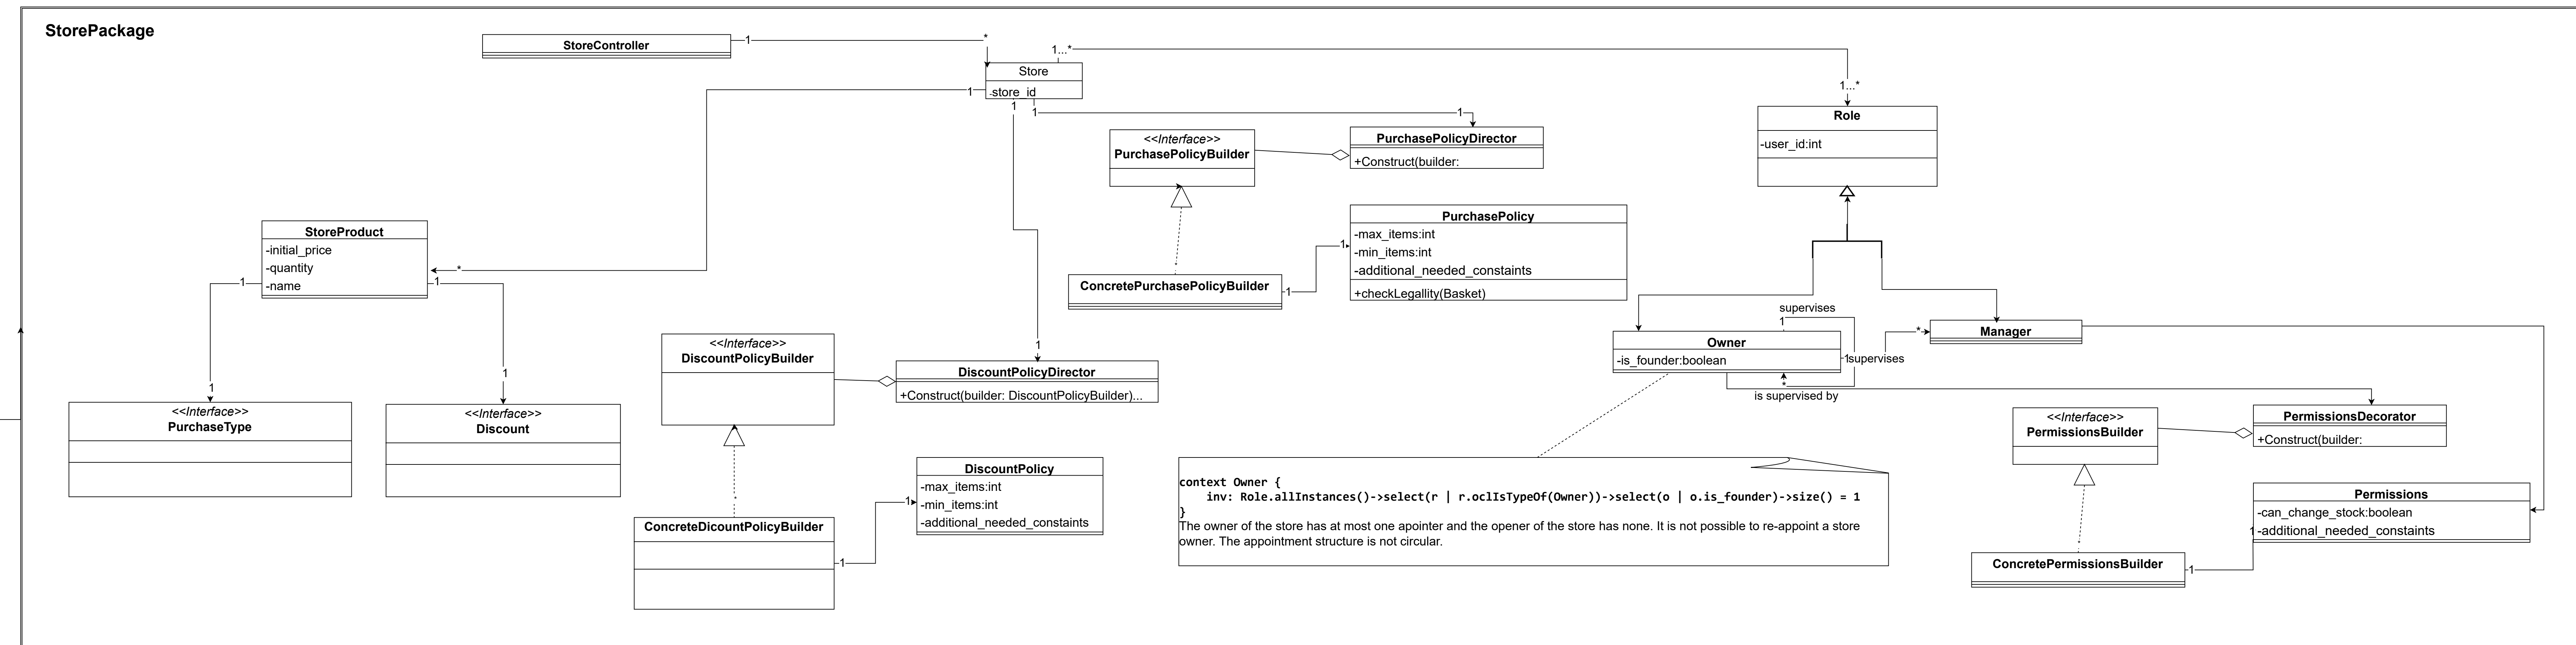 StorePackage
StoreController
1
*
Store
-store_id
1...*
1...*
Role
-user_id:int
1
1
1
1
<<Interface>>
PurchasePolicyBuilder
PurchasePolicyDirector
+Construct(builder:
StoreProduct
-initial_price
-quantity
-name
*
1
1
PurchasePolicy
-max_items:int
-min_items:int
-additional_needed_constaints
+checkLegallity(Basket)
1
ConcretePurchasePolicyBuilder
1
supervises
1
Owner
-is_founder:boolean
1
supervises
*
Manager
*
is supervised by
1
<<Interface>>
DiscountPolicyBuilder
DiscountPolicyDirector
+Construct(builder: DiscountPolicyBuilder)...
1
1
<<Interface>>
PurchaseType
<<Interface>>
Discount
<<Interface>>
PermissionsBuilder
PermissionsDecorator
+Construct(builder:
DiscountPolicy
-max_items:int
-min_items:int
-additional_needed_constaints
1
ConcreteDicountPolicyBuilder
1
context Owner {
inv: Role.allInstances()->select(r | r.oclIsTypeOf(Owner))->select(o | o.is_founder)->size() = 1
}
The owner of the store has at most one apointer and the opener of the store has none. It is not possible to re-appoint a store
owner. The appointment structure is not circular.
Permissions
-can_change_stock:boolean
-additional_needed_constaints
1
ConcretePermissionsBuilder
1